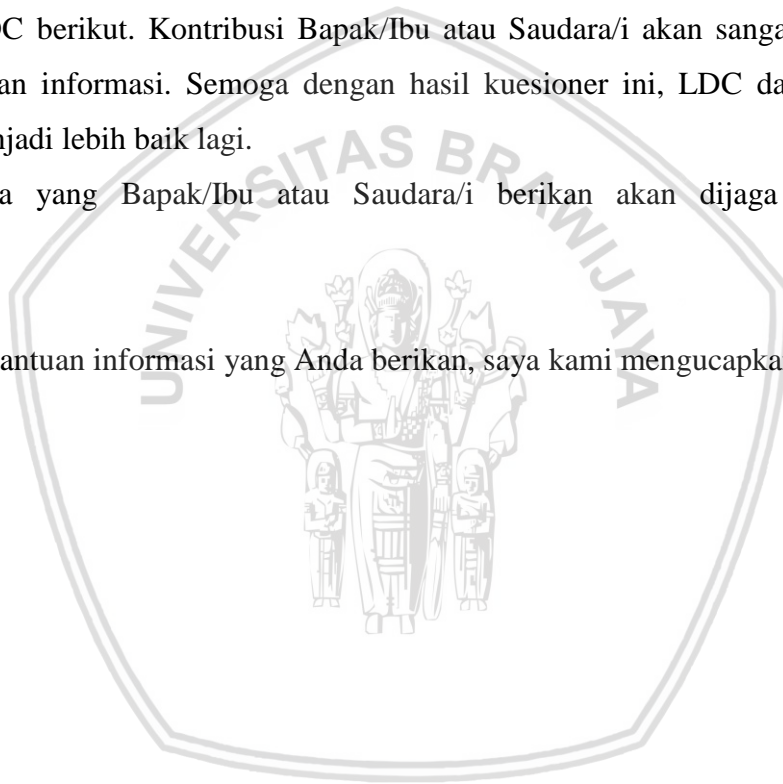 DC berikut. Kontribusi Bapak/Ibu atau Saudara/i akan sanga
an informasi. Semoga dengan hasil kuesioner ini, LDC da
njadi lebih baik lagi.
a yang Bapak/Ibu atau Saudara/i berikan akan dijaga
antuan informasi yang Anda berikan, saya kami mengucapka
UNIVERSITAS BRAWIJAYA